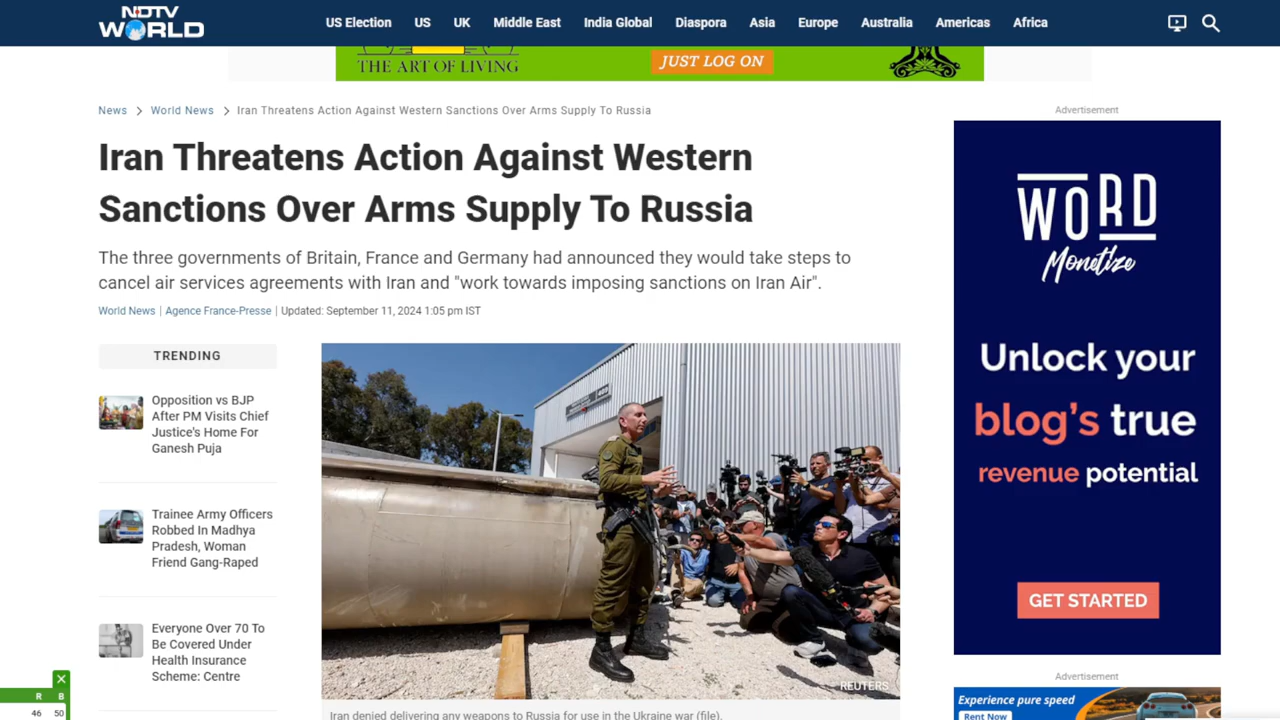 NDTV
WORLD
US Election
US
UK
Middle East
India Global
Diaspora
Asia
Europe
Australia
Americas
Africa
THE ART OF LIVING
JUST LOG ON
News > World News > Iran Threatens Action Against Western Sanctions Over Arms Supply To Russia
Iran Threatens Action Against Western
Sanctions Over Arms Supply To Russia
The three governments of Britain, France and Germany had announced they would take steps to
cancel air services agreements with Iran and "work towards imposing sanctions on Iran Air".
World News | Agence France-Presse | Updated: September 11, 2024 1:05 pm IST
TRENDING
Opposition vs BJP
After PM Visits Chief
Justice's Home For
Ganesh Puja
Trainee Army Officers
Robbed In Madhya
Pradesh, Woman
Friend Gang-Raped
Everyone Over 70 To
Be Covered Under
Health Insurance
Scheme: Centre
R B
46 50
REUTERS
Iran denied delivering any weapons to Russia for use in the Ukraine war (file).
Advertisement
WORD
Monetize
Unlock your
blog's true
revenue potential
GET STARTED
Advertisement
Experience pure speed
Rent Now